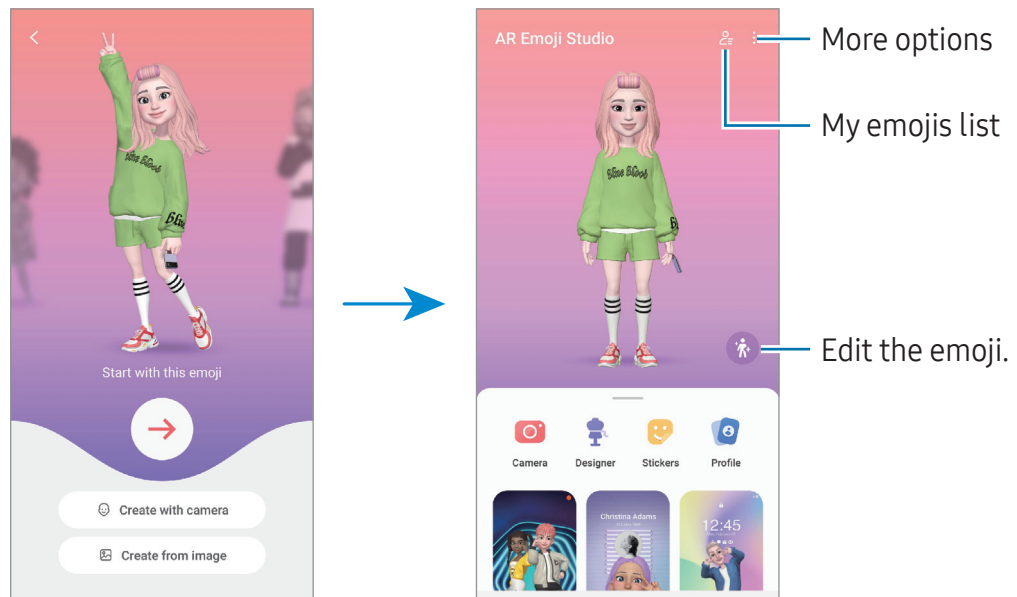 Start with this emoji
Create with camera
Create from image
AR Emoji Studio
More options
My emojis list
Edit the emoji.
Camera
Designer
Stickers
Profile
Christina Adams
12:45